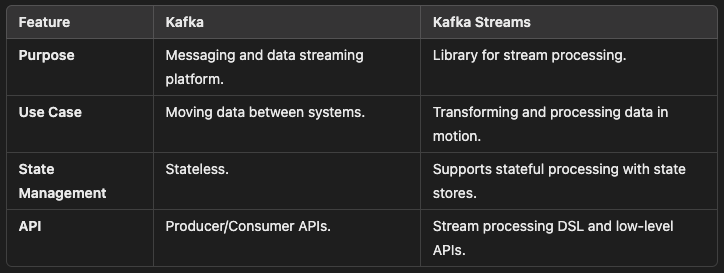 Feature Kafka Kafka Streams
Purpose Messaging and data streaming Library for stream processing.
platform.
Use Case Moving data between systems. Transforming and processing data in
motion.
State Stateless. Supports stateful processing with state
Management stores.
API Producer/Consumer APIs. Stream processing DSL and low-level
APIs.